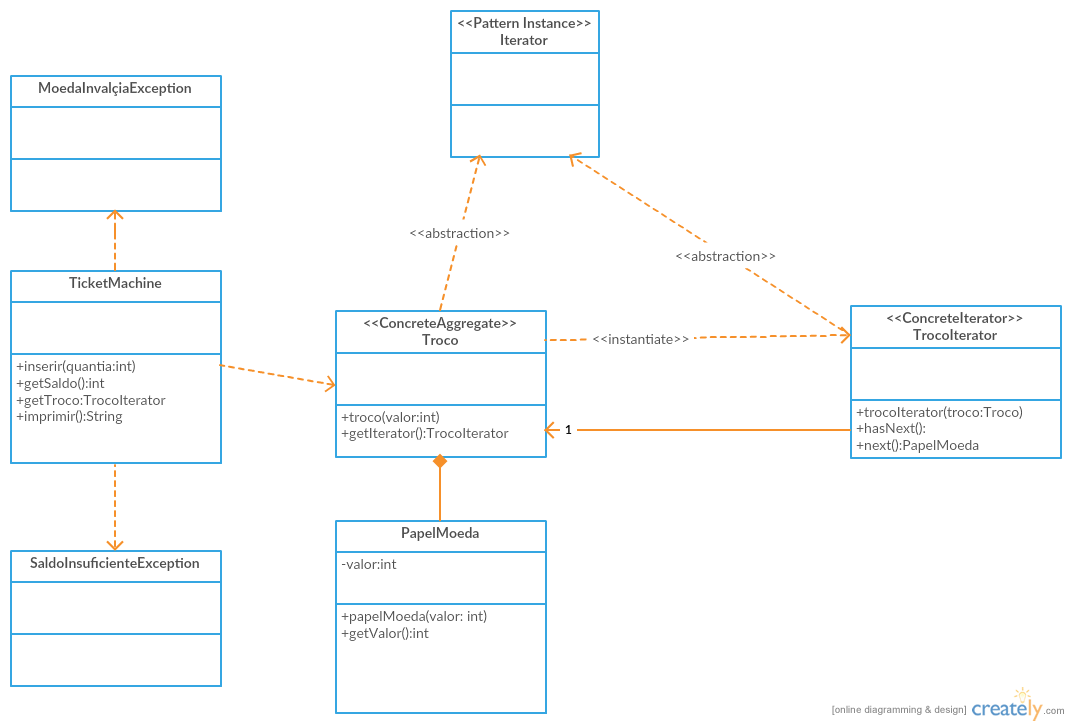 <<Pattern Instance>>
Iterator
MoedaInvalçiaException
<<abstraction>>
<<abstraction>>
TicketMachine
+inserir(quantia:int)
+getSaldo():int
+getTroco:TrocoIterator
+imprimir():String
<<ConcreteAggregate>>
Troco
+troco(valor:int)
+getIterator():TrocoIterator
<<instantiate>>
<<ConcreteIterator>>
TrocoIterator
+trocoIterator(troco:Troco)
+hasNext():
+next():PapelMoeda
1
SaldoInsuficienteException
PapelMoeda
-valor:int
+papelMoeda(valor: int)
+getValor():int
[online diagramming & design] creately.com